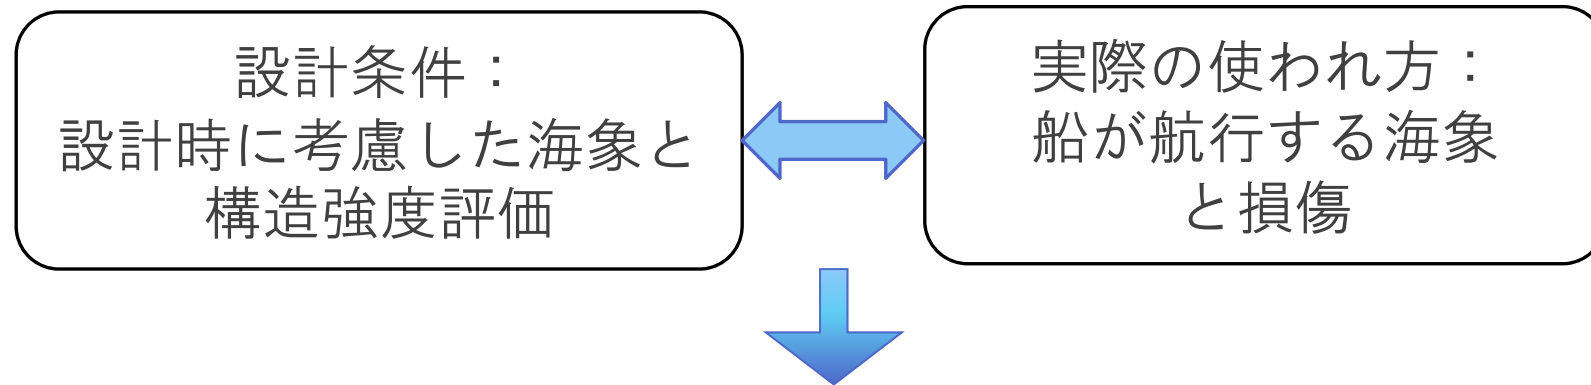 設計条件：
設計時に考慮した海象と
構造強度評価
実際の使われ方：
船が航行する海象
と損傷